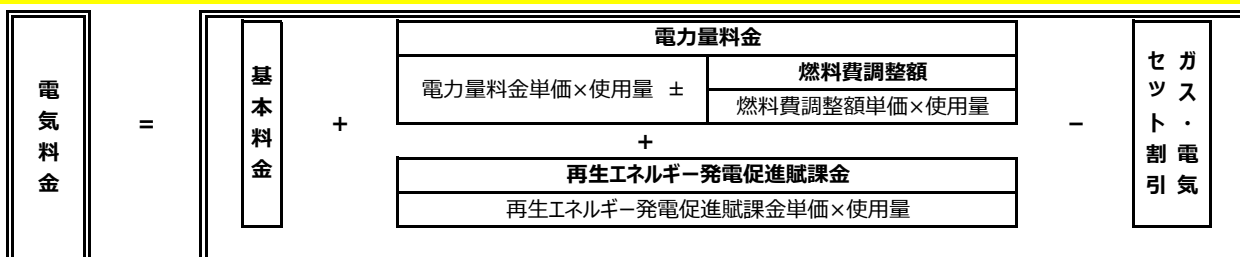 電気料金
=
基本料金
+
電力量料金
電力量料金単価×使用量 ±
燃料費調整額
燃料費調整額単価×使用量
+
再生エネルギー発電促進賦課金
再生エネルギー発電促進賦課金単価×使用量
−
ガス・電気
セット割引